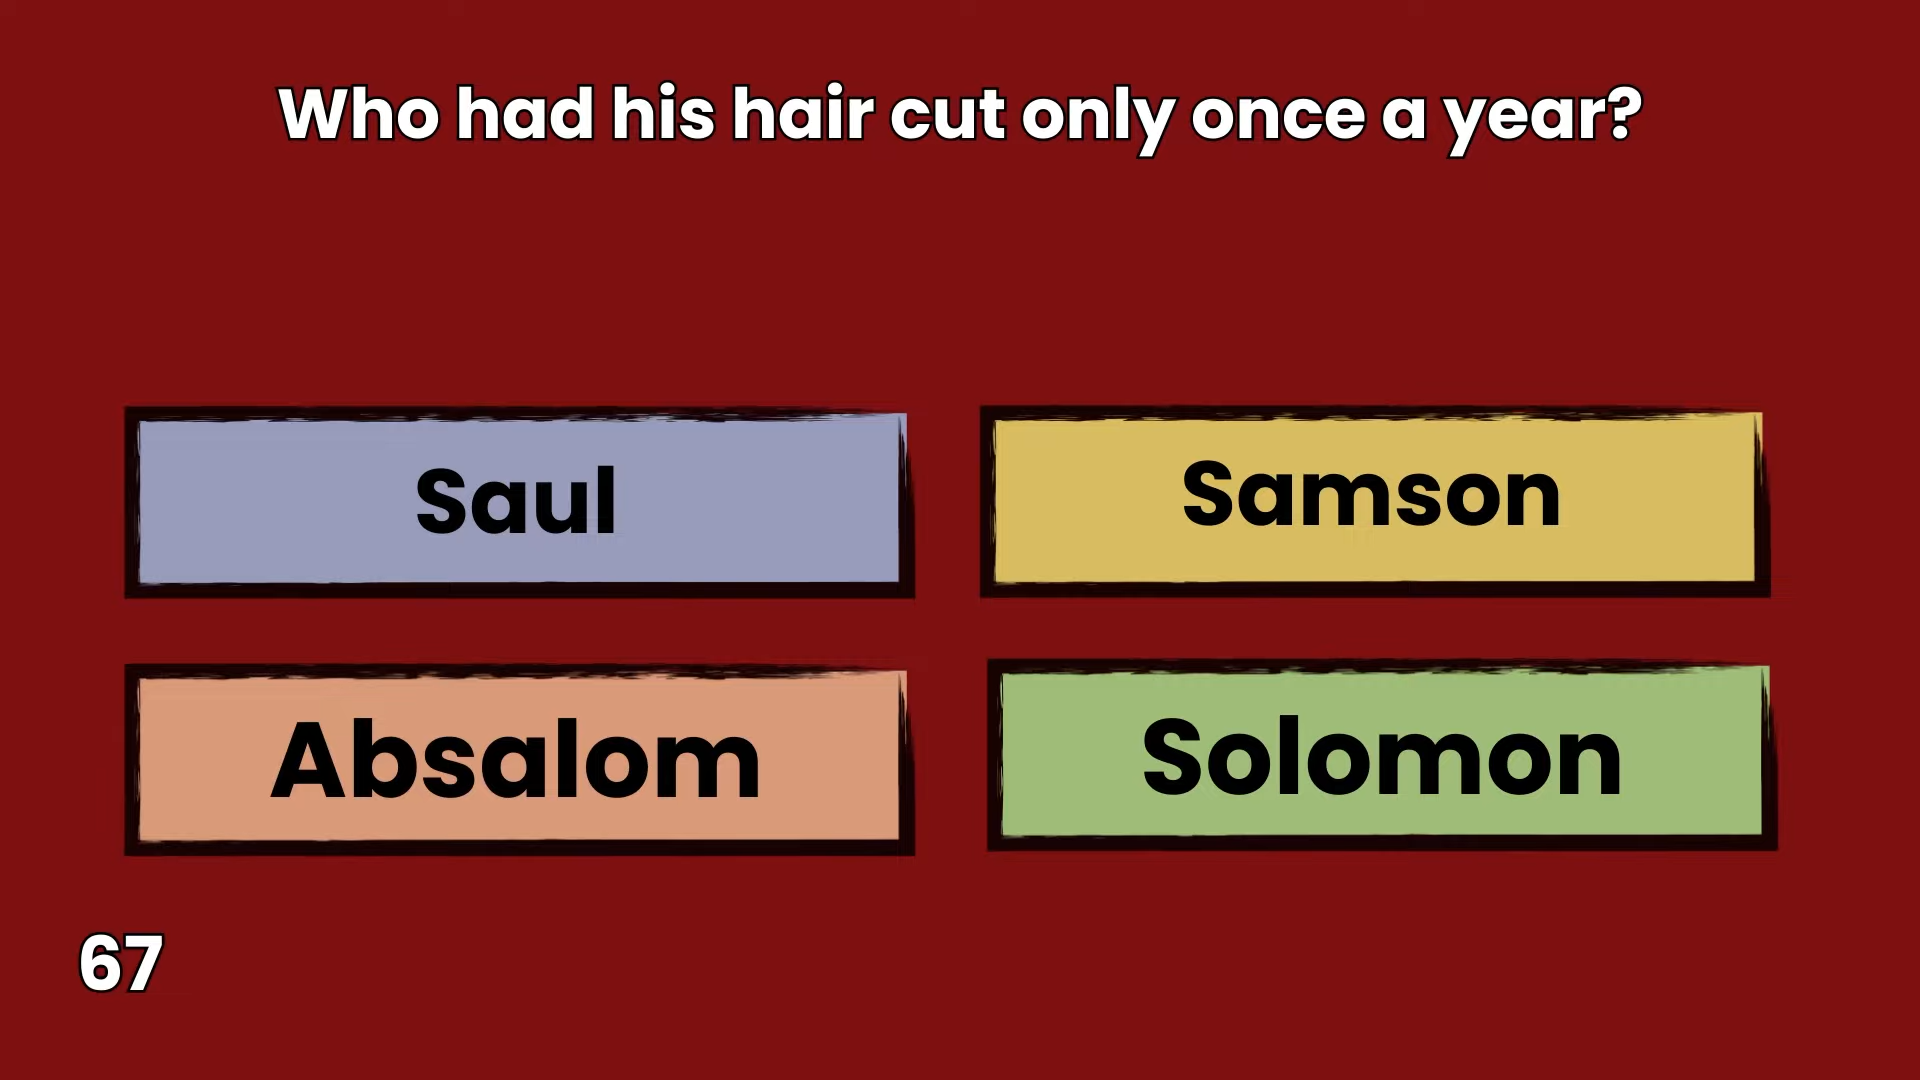 Who had his hair cut only once a year?
Saul
Samson
Absalom
Solomon
67